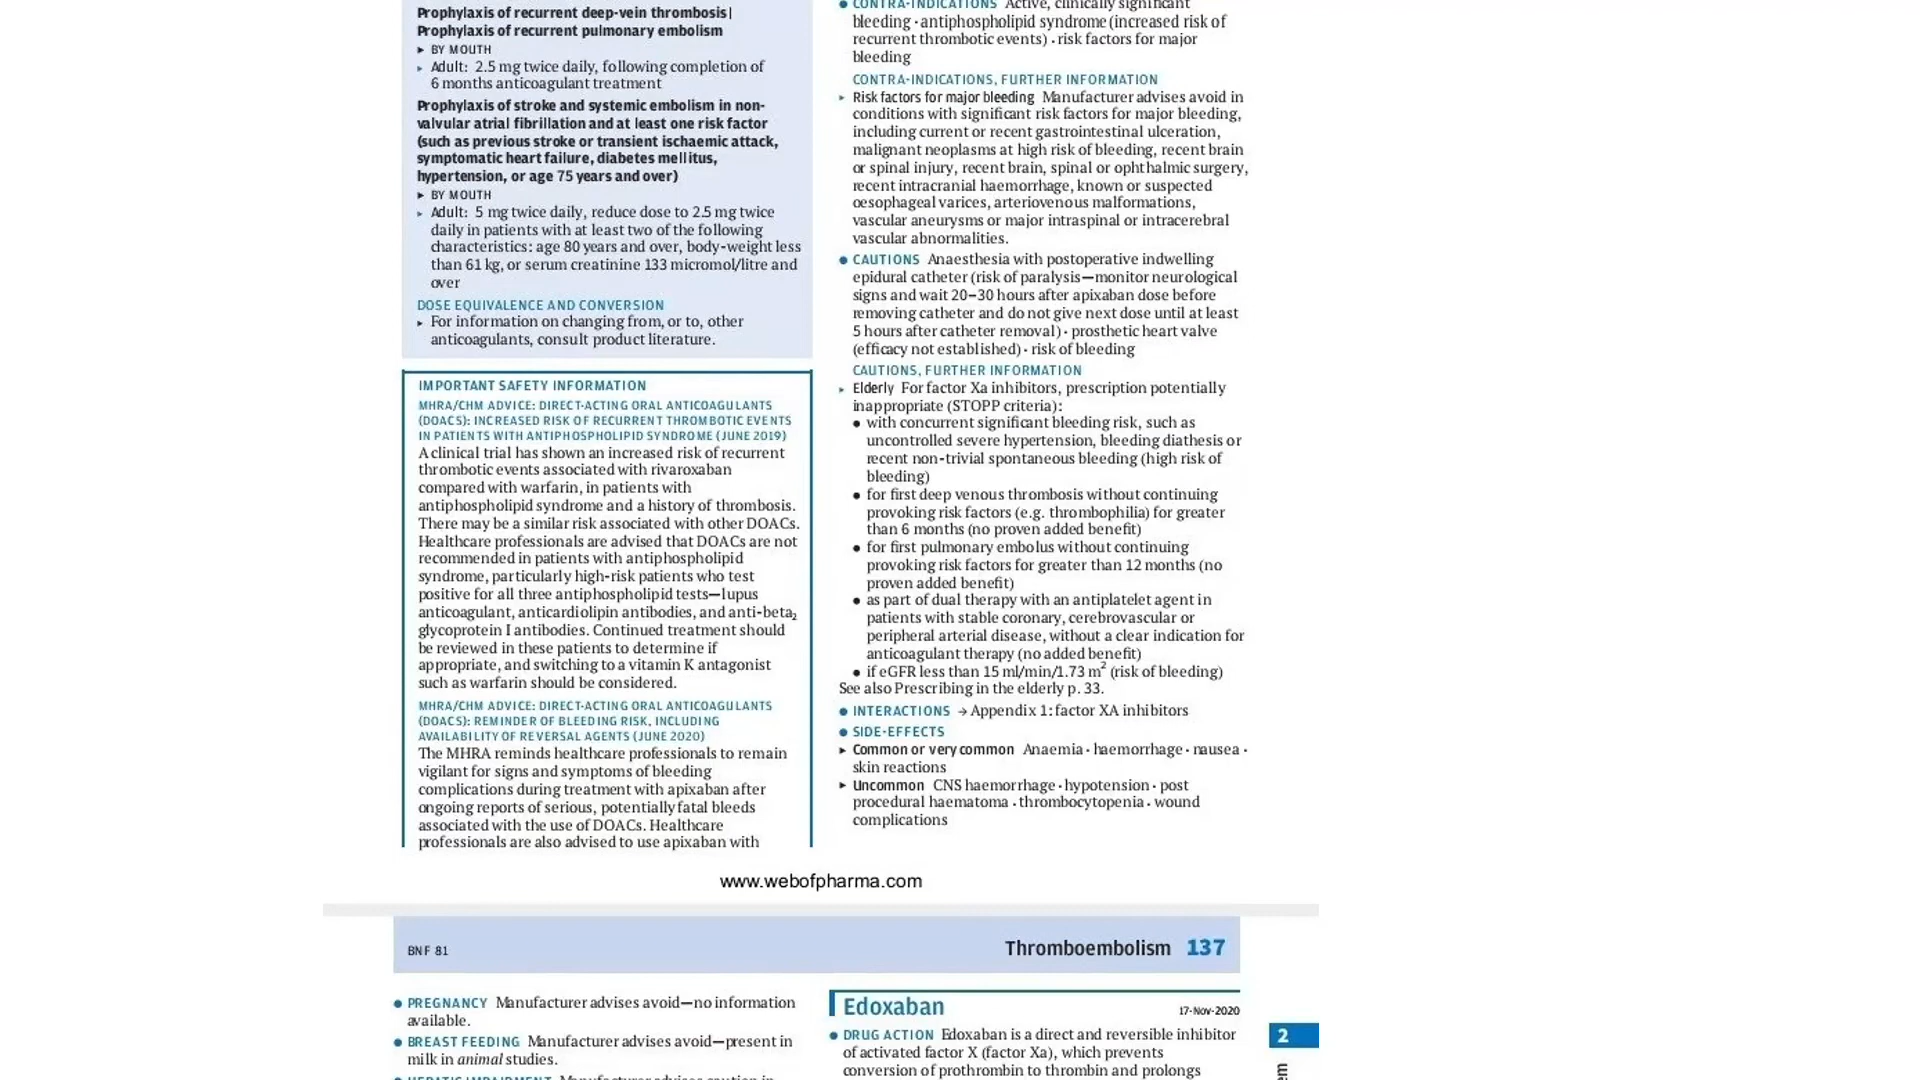 Prophylaxis of recurrent deep-vein thrombosis|
Prophylaxis of recurrent pulmonary embolism
▶ BY MOUTH
▶ Adult: 2.5 mg twice daily, following completion of
6 months anticoagulant treatment
Prophylaxis of stroke and systemic embolism in non-
valvular atrial fibrillation and at least one risk factor
(such as previous stroke or transient ischaemic attack,
symptomatic heart failure, diabetes mellitus,
hypertension, or age 75 years and over)
▶ BY MOUTH
▶ Adult: 5 mg twice daily, reduce dose to 2.5 mg twice
daily in patients with at least two of the following
characteristics: age 80 years and over, body-weight less
than 61 kg, or serum creatinine 133 micromol/litre and
over
DOSE EQUIVALENCE AND CONVERSION
▶ For information on changing from, or to, other
anticoagulants, consult product literature.
IMPORTANT SAFETY INFORMATION
MHRA/CHM ADVICE: DIRECT-ACTING ORAL ANTICOAGULANTS
(DOACS): INCREASED RISK OF RECURRENT THROMBOTIC EVENTS
IN PATIENTS WITH ANTIPHOSPHOLIPID SYNDROME (JUNE 2019)
A clinical trial has shown an increased risk of recurrent
thrombotic events associated with rivaroxaban
compared with warfarin, in patients with
antiphospholipid syndrome and a history of thrombosis.
There may be a similar risk associated with other DOACs.
Healthcare professionals are advised that DOACs are not
recommended in patients with antiphospholipid
syndrome, particularly high-risk patients who test
positive for all three antiphospholipid tests—lupus
anticoagulant, anticardiolipin antibodies, and anti-beta₂
glycoprotein I antibodies. Continued treatment should
be reviewed in these patients to determine if
appropriate, and switching to a vitamin K antagonist
such as warfarin should be considered.
MHRA/CHM ADVICE: DIRECT-ACTING ORAL ANTICOAGULANTS
(DOACS): REMINDER OF BLEEDING RISK, INCLUDING
AVAILABILITY OF REVERSAL AGENTS (JUNE 2020)
The MHRA reminds healthcare professionals to remain
vigilant for signs and symptoms of bleeding
complications during treatment with apixaban after
ongoing reports of serious, potentially fatal bleeds
associated with the use of DOACs. Healthcare
professionals are also advised to use apixaban with
● CONTRA-INDICATIONS Active, clinically significant
bleeding · antiphospholipid syndrome (increased risk of
recurrent thrombotic events) · risk factors for major
bleeding
CONTRA-INDICATIONS, FURTHER INFORMATION
▶ Risk factors for major bleeding Manufacturer advises avoid in
conditions with significant risk factors for major bleeding,
including current or recent gastrointestinal ulceration,
malignant neoplasms at high risk of bleeding, recent brain
or spinal injury, recent brain, spinal or ophthalmic surgery,
recent intracranial haemorrhage, known or suspected
oesophageal varices, arteriovenous malformations,
vascular aneurysms or major intraspinal or intracerebral
vascular abnormalities.
● CAUTIONS Anaesthesia with postoperative indwelling
epidural catheter (risk of paralysis—monitor neurological
signs and wait 20–30 hours after apixaban dose before
removing catheter and do not give next dose until at least
5 hours after catheter removal) · prosthetic heart valve
(efficacy not established) · risk of bleeding
CAUTIONS, FURTHER INFORMATION
▶ Elderly For factor Xa inhibitors, prescription potentially
inappropriate (STOPP criteria):
● with concurrent significant bleeding risk, such as
uncontrolled severe hypertension, bleeding diathesis or
recent non-trivial spontaneous bleeding (high risk of
bleeding)
● for first deep venous thrombosis without continuing
provoking risk factors (e.g. thrombophilia) for greater
than 6 months (no proven added benefit)
● for first pulmonary embolus without continuing
provoking risk factors for greater than 12 months (no
proven added benefit)
● as part of dual therapy with an antiplatelet agent in
patients with stable coronary, cerebrovascular or
peripheral arterial disease, without a clear indication for
anticoagulant therapy (no added benefit)
● if eGFR less than 15 ml/min/1.73 m² (risk of bleeding)
See also Prescribing in the elderly p. 33.
● INTERACTIONS → Appendix 1: factor XA inhibitors
● SIDE-EFFECTS
▶ Common or very common Anaemia · haemorrhage · nausea ·
skin reactions
▶ Uncommon CNS haemorrhage · hypotension · post
procedural haematoma · thrombocytopenia · wound
complications
www.webofpharma.com
BNF 81
Thromboembolism 137
● PREGNANCY Manufacturer advises avoid—no information
available.
● BREAST FEEDING Manufacturer advises avoid—present in
milk in animal studies.
● HEPATIC IMPAIRMENT Manufacturer advises caution in
Edoxaban
17-Nov-2020
● DRUG ACTION Edoxaban is a direct and reversible inhibitor
of activated factor X (factor Xa), which prevents
conversion of prothrombin to thrombin and prolongs
2
em